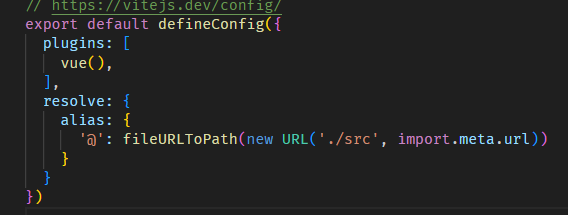 // https://vitejs.dev/config/
export default defineConfig({
  plugins: [
    vue(),
  ],
  resolve: {
    alias: {
      '@': fileURLToPath(new URL('./src', import.meta.url))
    }
  }
})